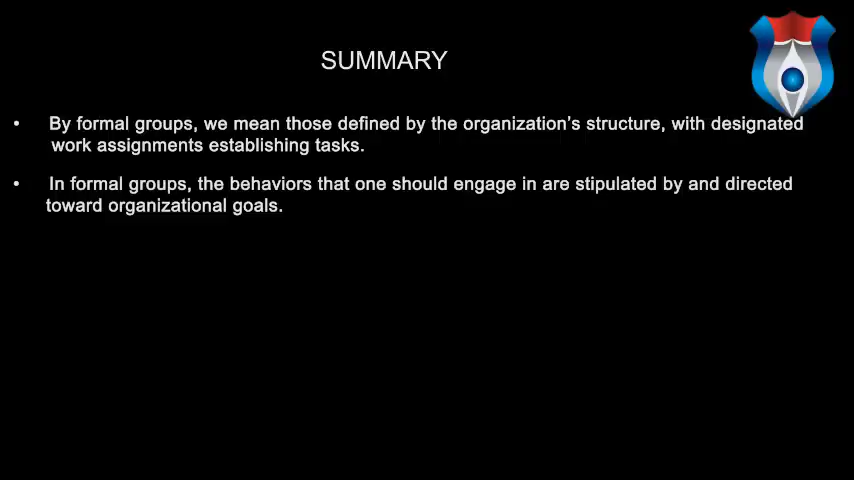 SUMMARY
• By formal groups, we mean those defined by the organization’s structure, with designated
work assignments establishing tasks.
• In formal groups, the behaviors that one should engage in are stipulated by and directed
toward organizational goals.